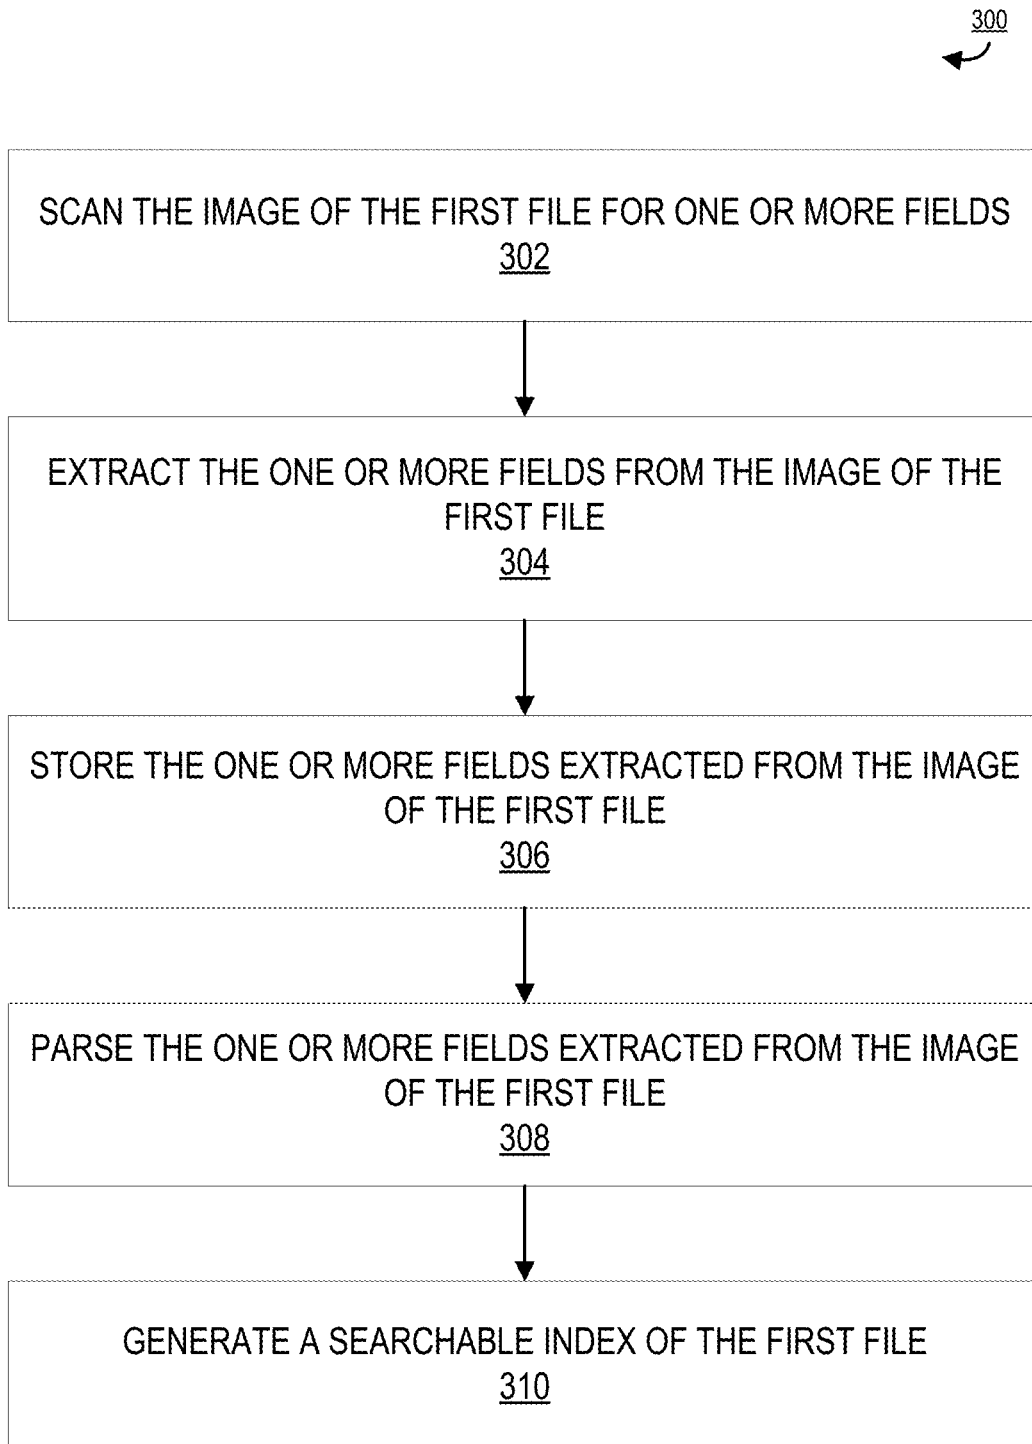 300
SCAN THE IMAGE OF THE FIRST FILE FOR ONE OR MORE FIELDS
302
EXTRACT THE ONE OR MORE FIELDS FROM THE IMAGE OF THE
FIRST FILE
304
STORE THE ONE OR MORE FIELDS EXTRACTED FROM THE IMAGE
OF THE FIRST FILE
306
PARSE THE ONE OR MORE FIELDS EXTRACTED FROM THE IMAGE
OF THE FIRST FILE
308
GENERATE A SEARCHABLE INDEX OF THE FIRST FILE
310